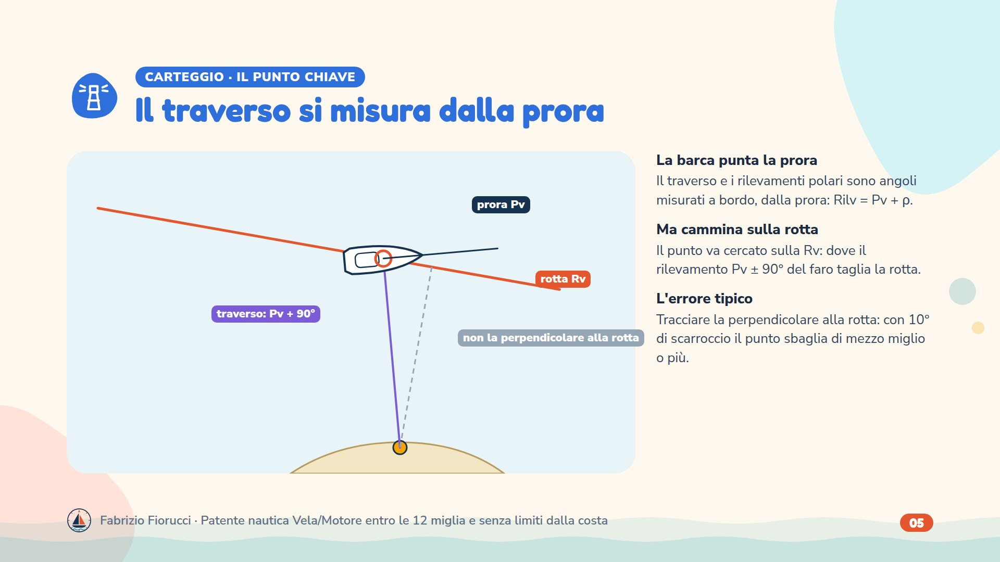 CARTEGGIO · IL PUNTO CHIAVE
Il traverso si misura dalla prora
prora Pv
rotta Rv
traverso: Pv + 90°
non la perpendicolare alla rotta
La barca punta la prora
Il traverso e i rilevamenti polari sono angoli
misurati a bordo, dalla prora: Rilv = Pv + ρ.
Ma cammina sulla rotta
Il punto va cercato sulla Rv: dove il
rilevamento Pv ± 90° del faro taglia la rotta.
L'errore tipico
Tracciare la perpendicolare alla rotta: con 10°
di scarroccio il punto sbaglia di mezzo miglio
o più.
Fabrizio Fiorucci · Patente nautica Vela/Motore entro le 12 miglia e senza limiti dalla costa
05